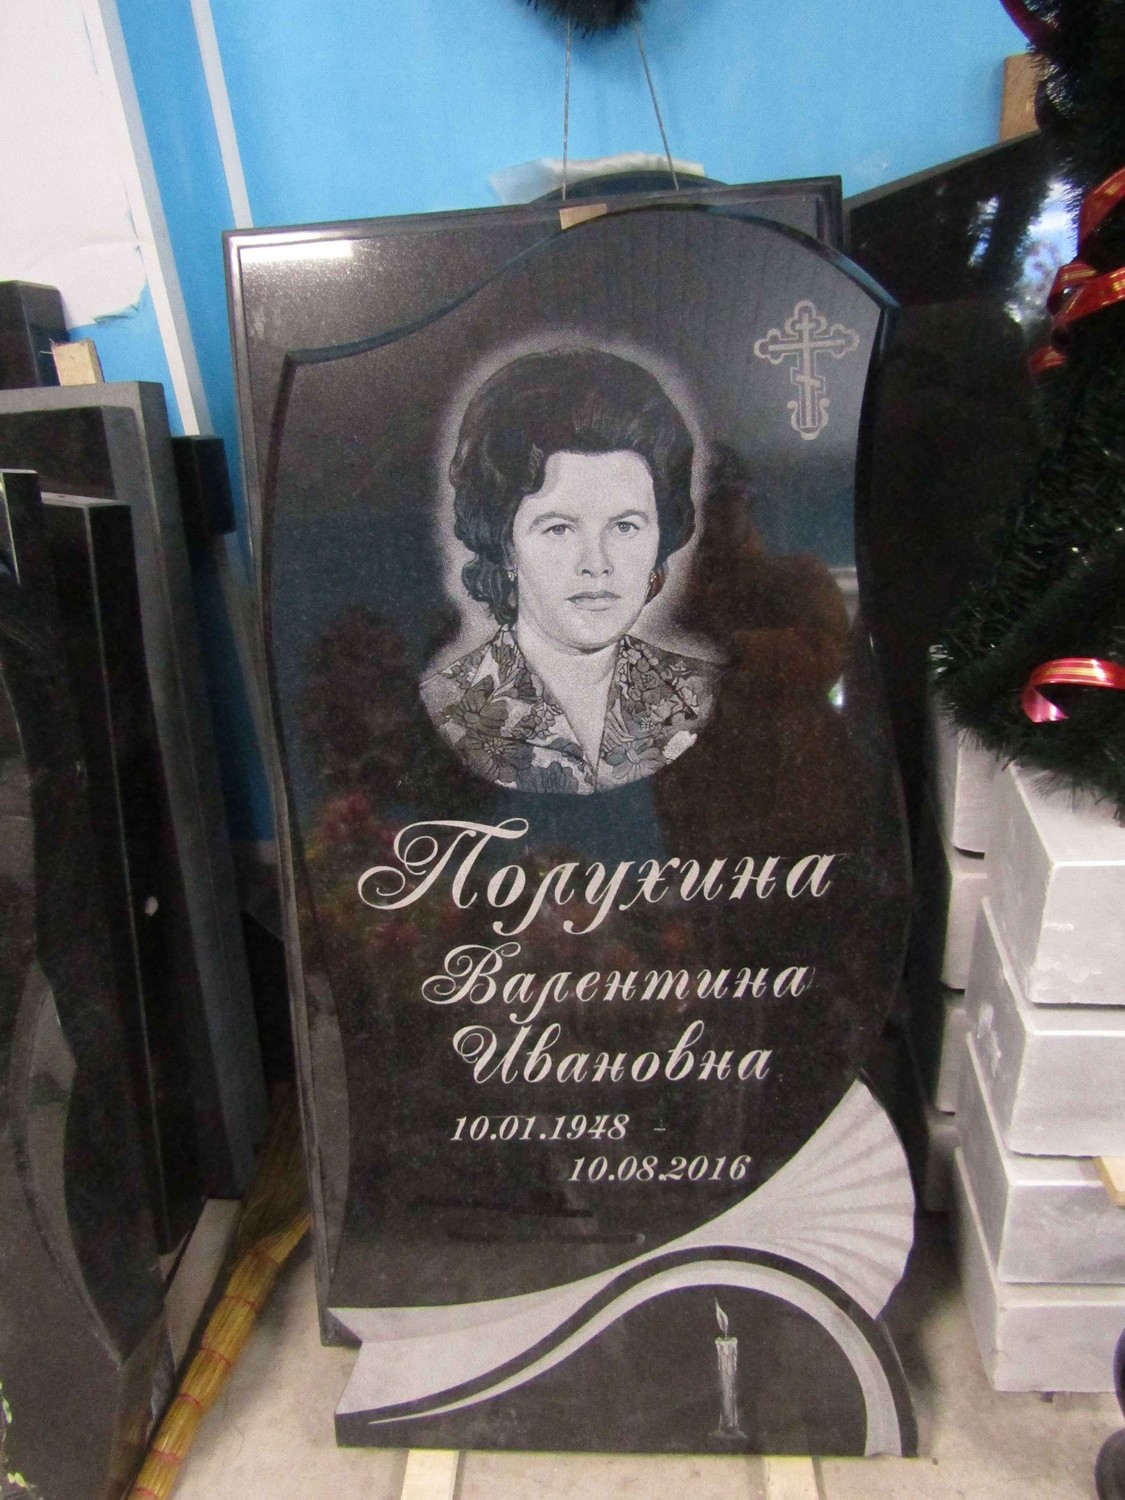 Полухина
Валентина
Ивановна
10.01.1948 -
10.08.2016